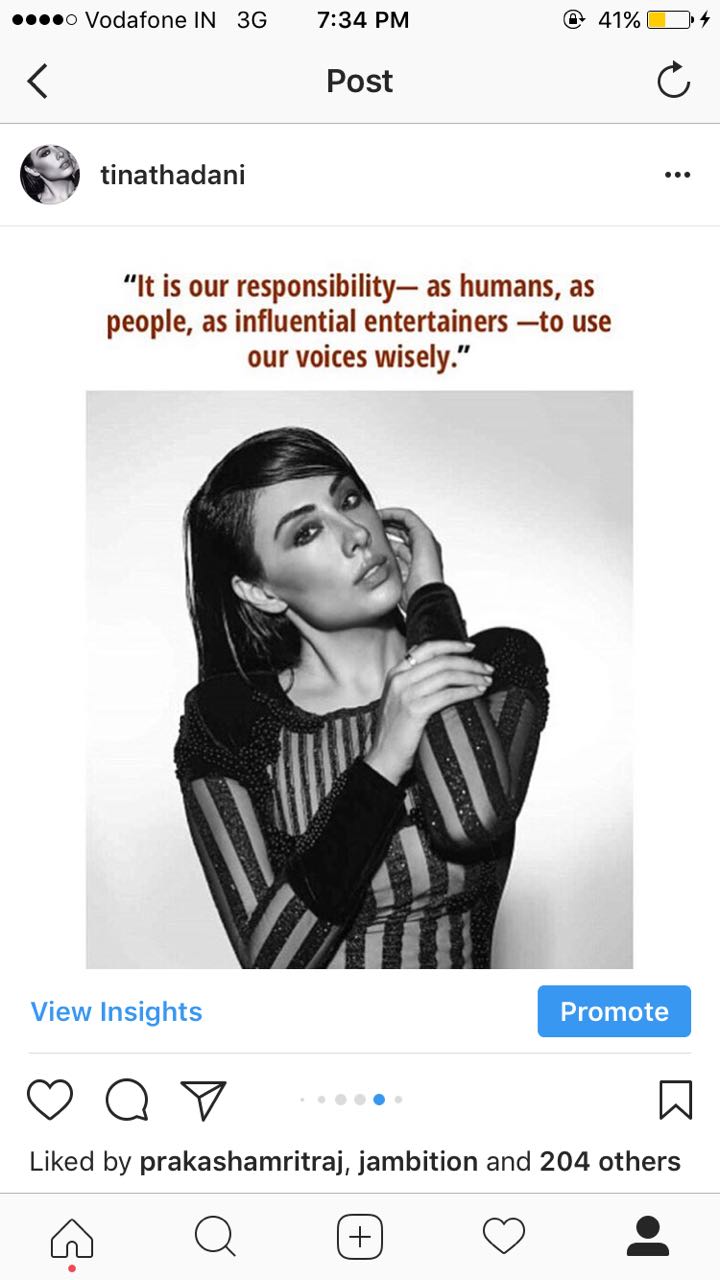 Vodafone IN 3G 7:34 PM 41%
Post
tinathadani
“It is our responsibility— as humans, as
people, as influential entertainers —to use
our voices wisely.”
View Insights
Promote
Liked by prakashamritraj, jambition and 204 others